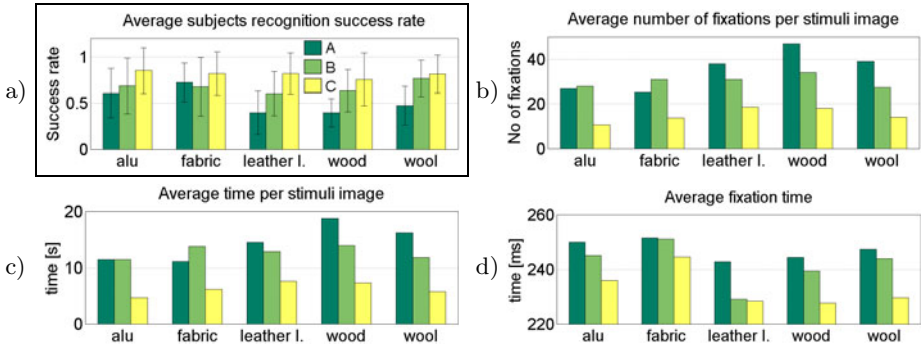 a)
Average subjects recognition success rate
Success rate
1
0.5
0
A
B
C
alu fabric leather l. wood wool
b)
Average number of fixations per stimuli image
No of fixations
40
20
0
alu fabric leather l. wood wool
c)
Average time per stimuli image
time [s]
20
10
0
alu fabric leather l. wood wool
d)
Average fixation time
time [ms]
260
240
220
alu fabric leather l. wood wool